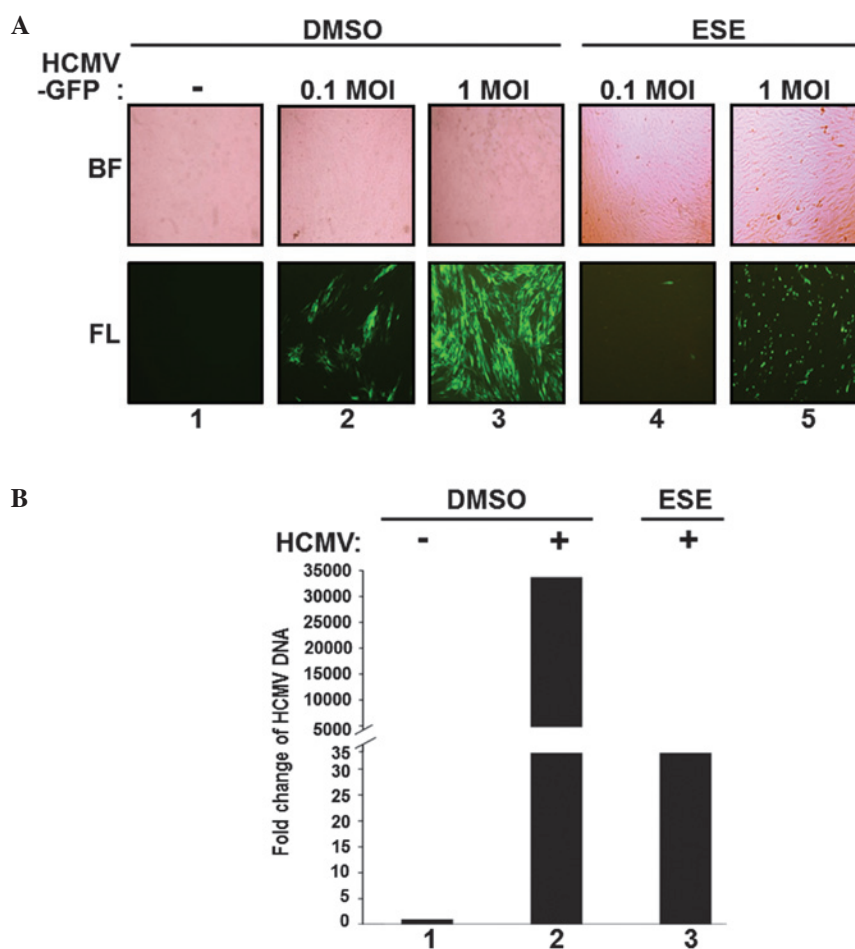 A
DMSO ESE
HCMV
-GFP : - 0.1 MOI 1 MOI 0.1 MOI 1 MOI
BF
FL
1 2 3 4 5
B
DMSO ESE
HCMV: - + +
Fold change of HCMV DNA
35000
30000
25000
20000
15000
10000
5000
35
30
25
20
15
10
5
0
1 2 3